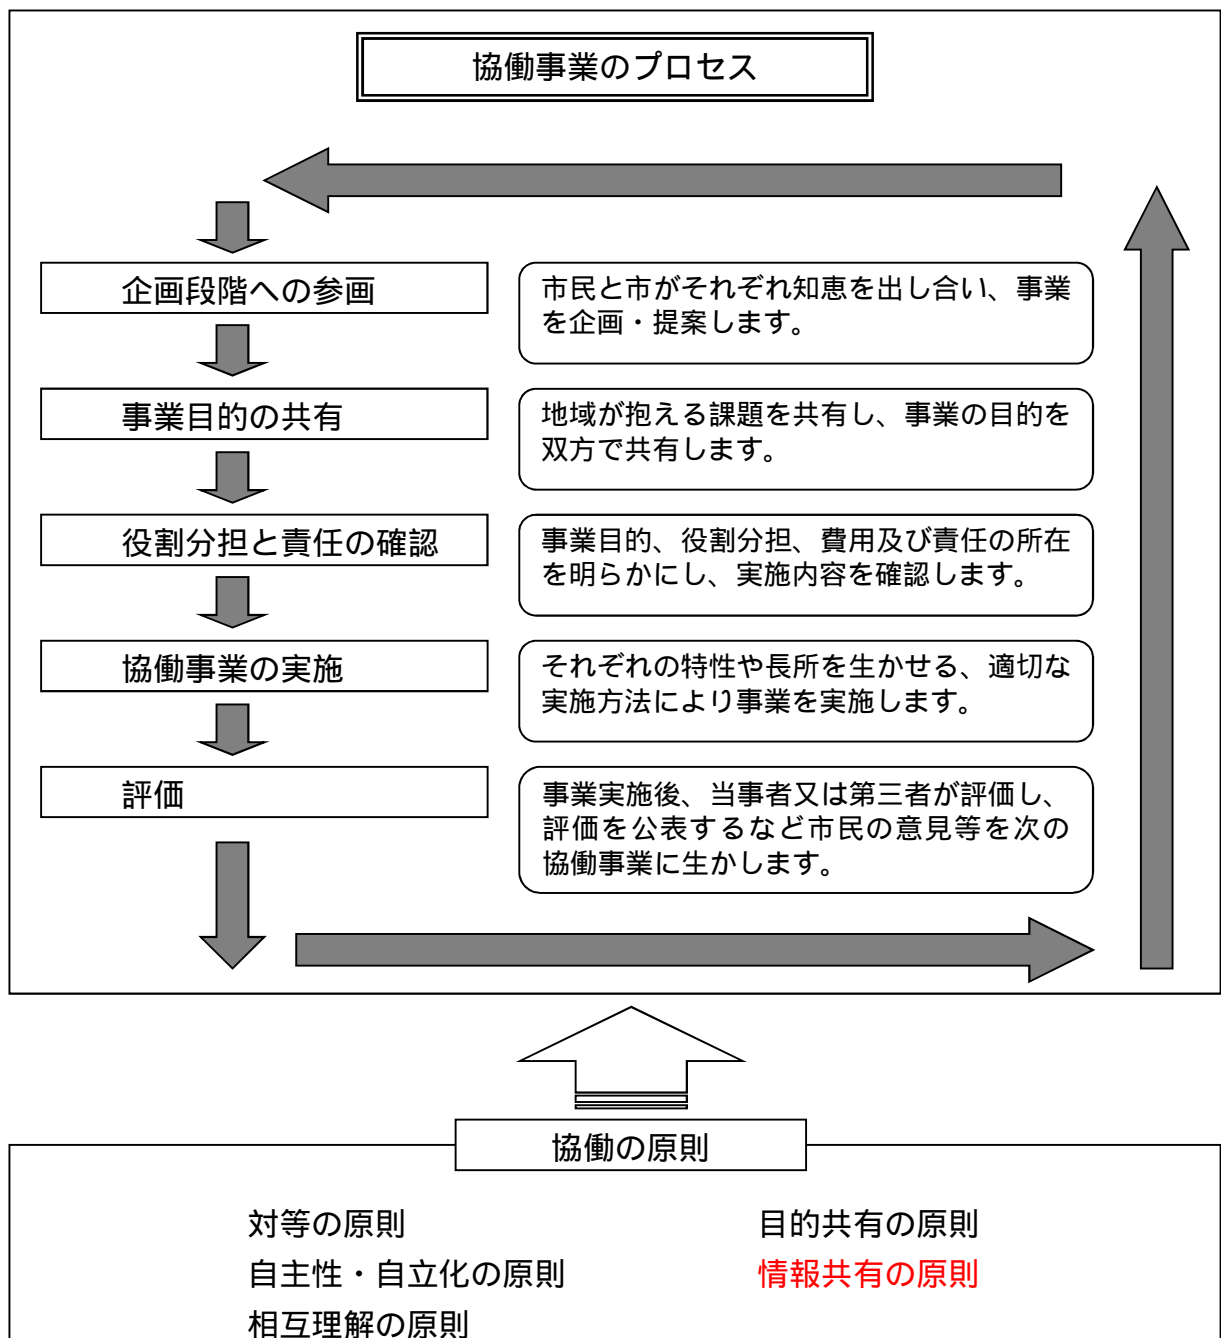 協働事業のプロセス
企画段階への参画
市民と市がそれぞれ知恵を出し合い、事業
を企画・提案します。
事業目的の共有
地域が抱える課題を共有し、事業の目的を
双方で共有します。
役割分担と責任の確認
事業目的、役割分担、費用及び責任の所在
を明らかにし、実施内容を確認します。
協働事業の実施
それぞれの特性や長所を生かせる、適切な
実施方法により事業を実施します。
評価
事業実施後、当事者又は第三者が評価し、
評価を公表するなど市民の意見等を次の
協働事業に生かします。
協働の原則
対等の原則
目的共有の原則
自主性・自立化の原則
情報共有の原則
相互理解の原則